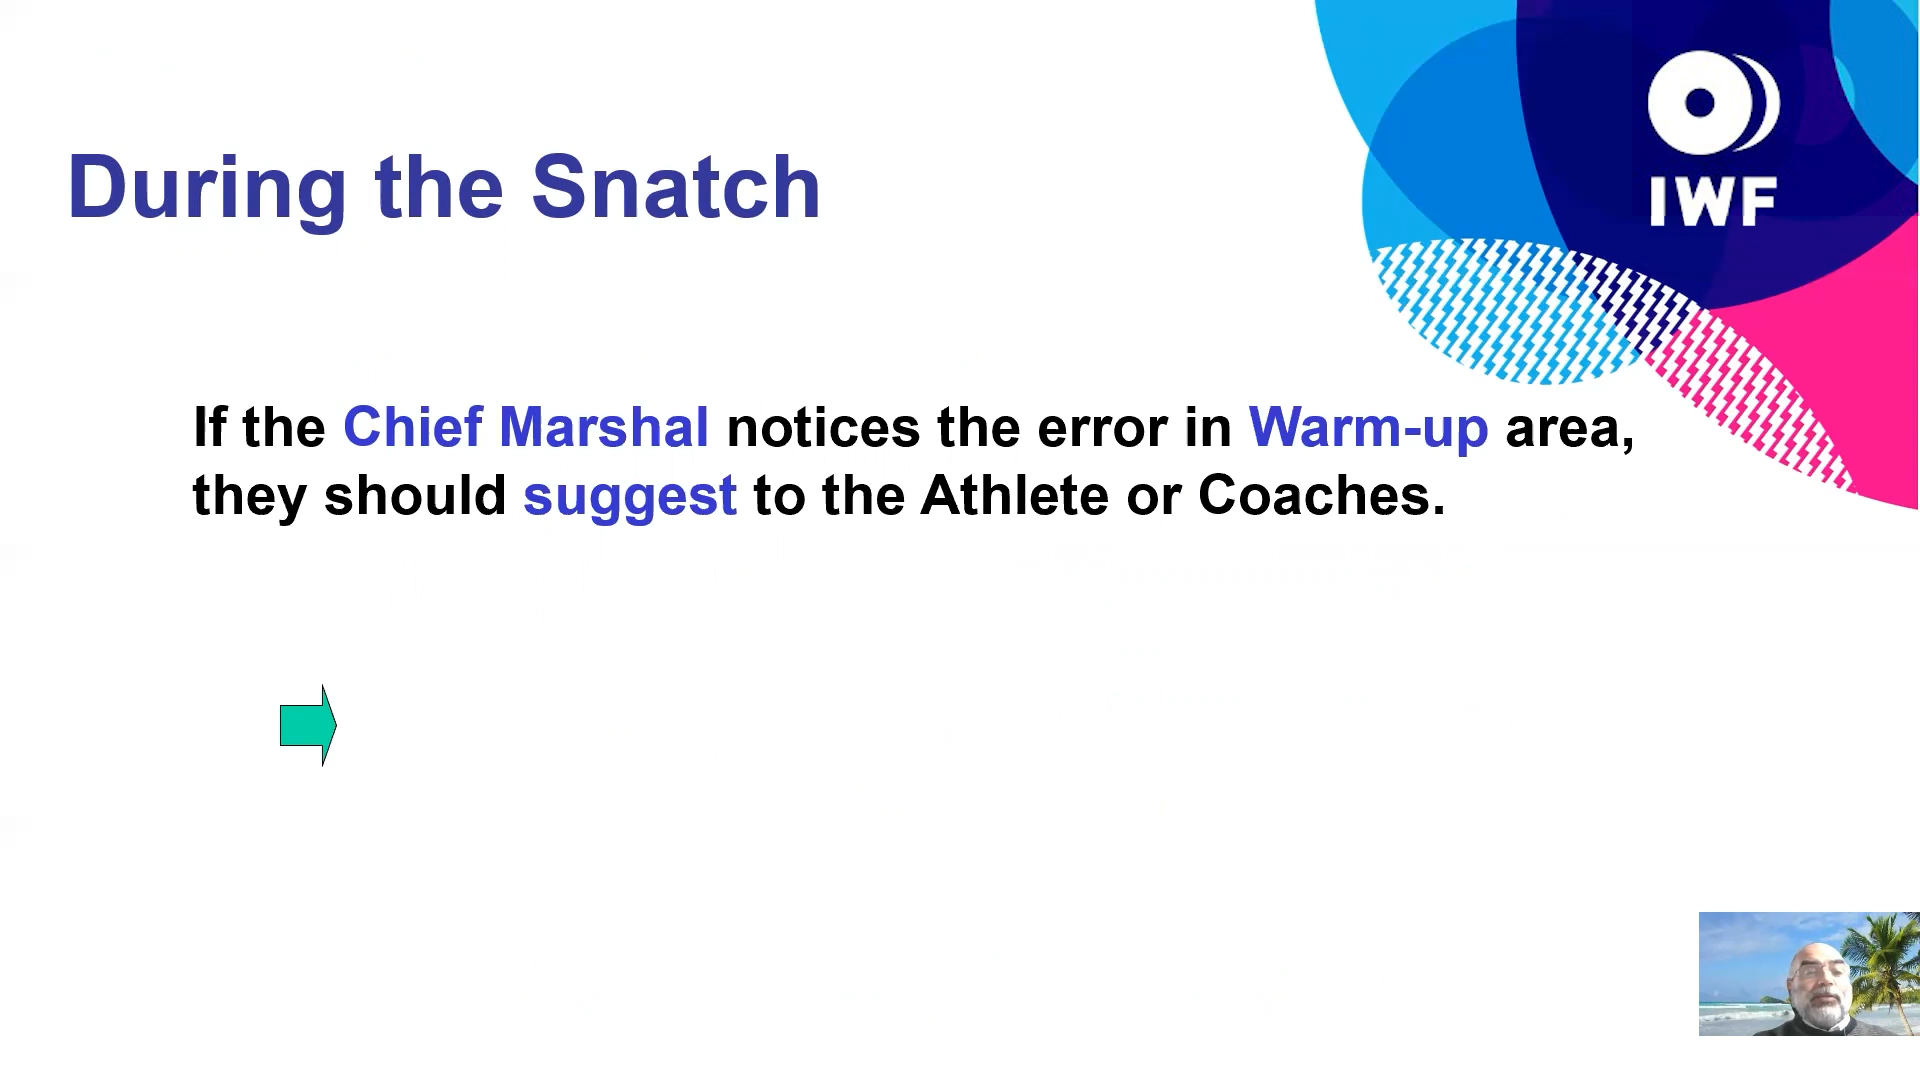 During the Snatch
IWF
If the Chief Marshal notices the error in Warm-up area,
they should suggest to the Athlete or Coaches.